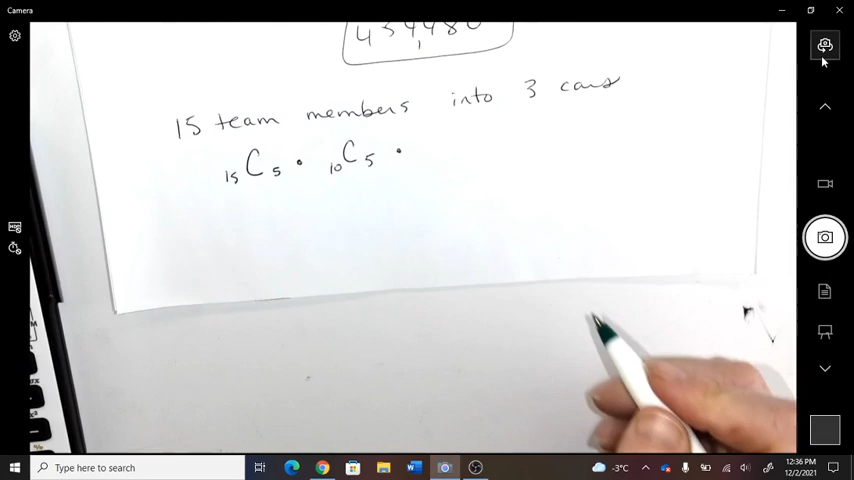 Camera
15 team members into 3 cars
15C5 · 10C5 ·
Type here to search
-3°C
12:36 PM
12/2/2021